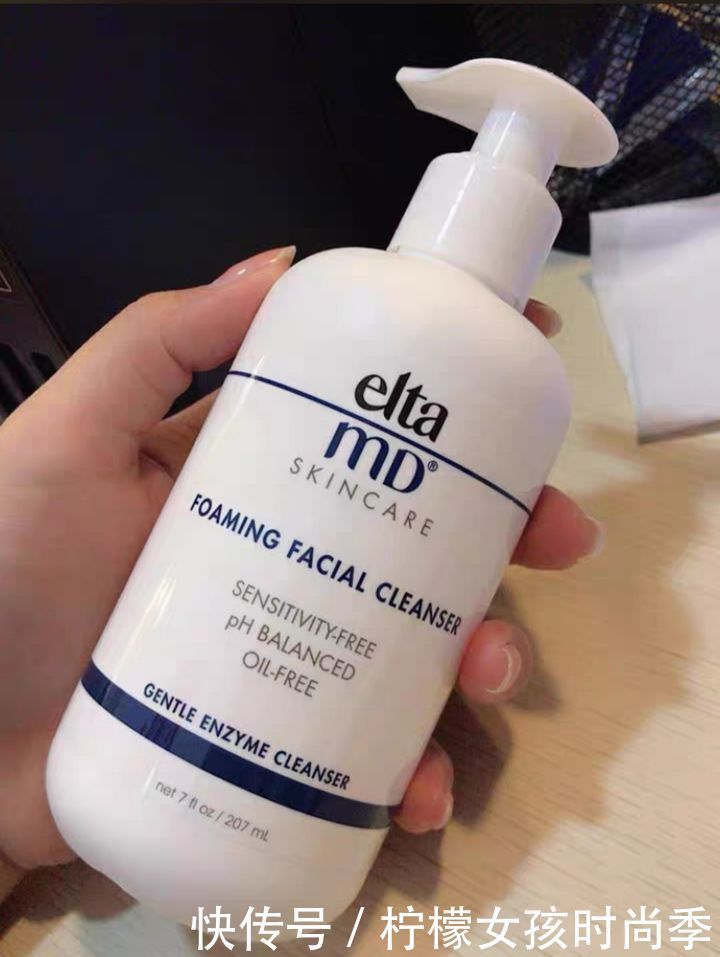 elta
MD®
SKINCARE
FOAMING FACIAL CLEANSER
SENSITIVITY-FREE
pH BALANCED
OIL-FREE
GENTLE ENZYME CLEANSER
net 7 fl oz / 207 mL
快传号 / 柠檬女孩时尚季